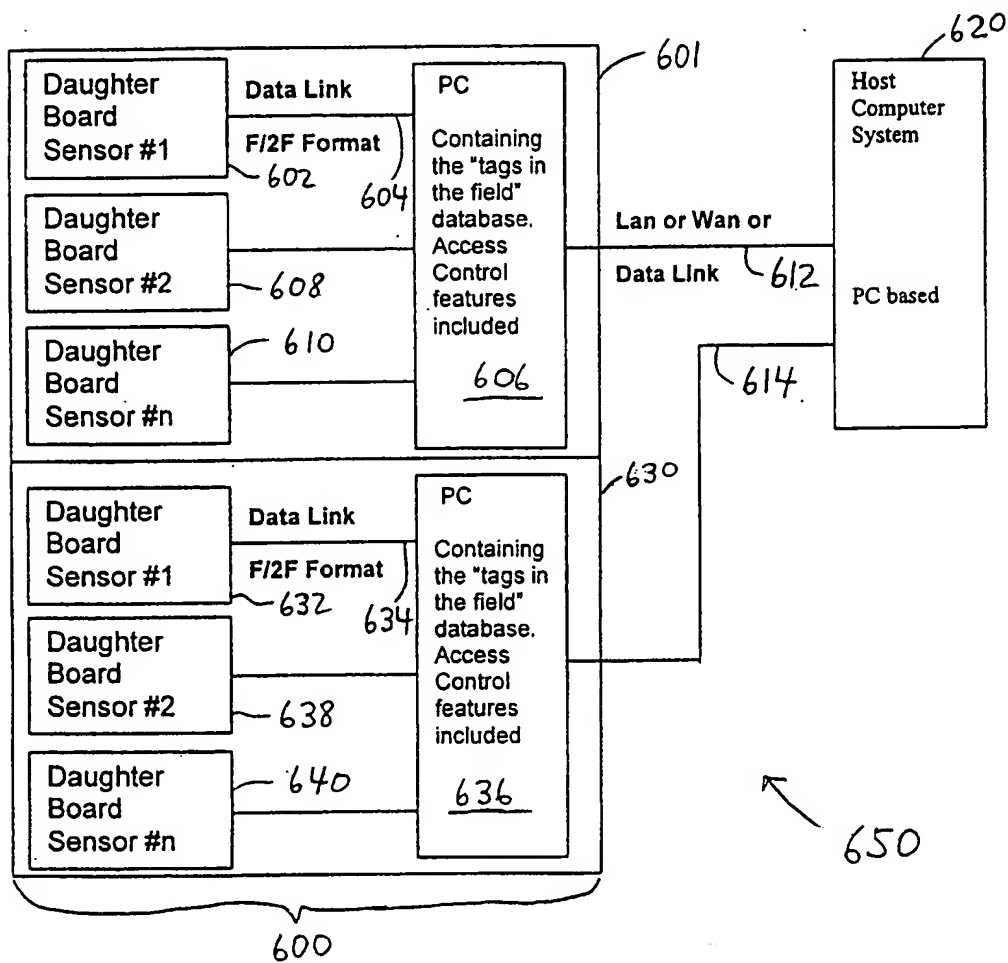 620
601
Daughter
Board
Sensor #1
Data Link
F/2F Format
602
604
PC
Containing
the "tags in
the field"
database.
Access
Control
features
included
606
Host
Computer
System
PC based
Daughter
Board
Sensor #2
608
Lan or Wan or
Data Link
612
610
Daughter
Board
Sensor #n
614
630
Daughter
Board
Sensor #1
Data Link
F/2F Format
632
634
PC
Containing
the "tags in
the field"
database.
Access
Control
features
included
636
Daughter
Board
Sensor #2
638
Daughter
Board
Sensor #n
640
650
600